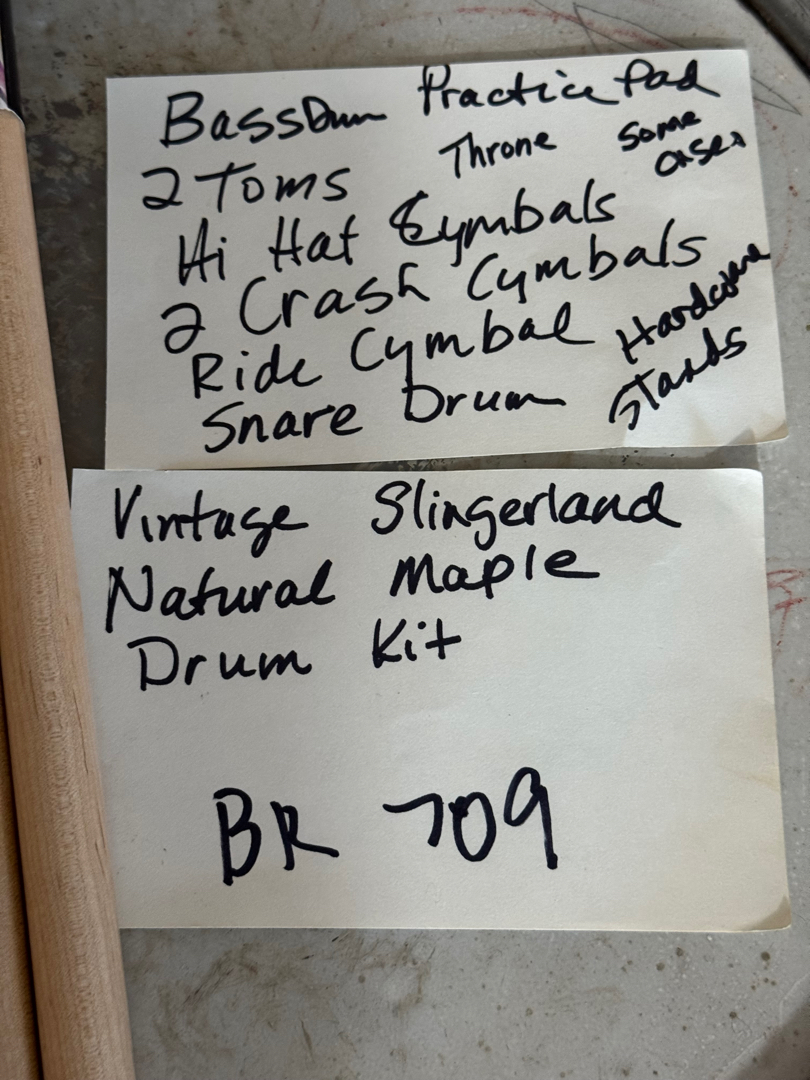 BassDrum Practice Pad
2 Toms Throne Some cases
Hi Hat Cymbals
2 Crash Cymbals
Ride Cymbal Hardware
Snare Drum Stands
Vintage Slingerland
Natural Maple
Drum Kit
BR 709